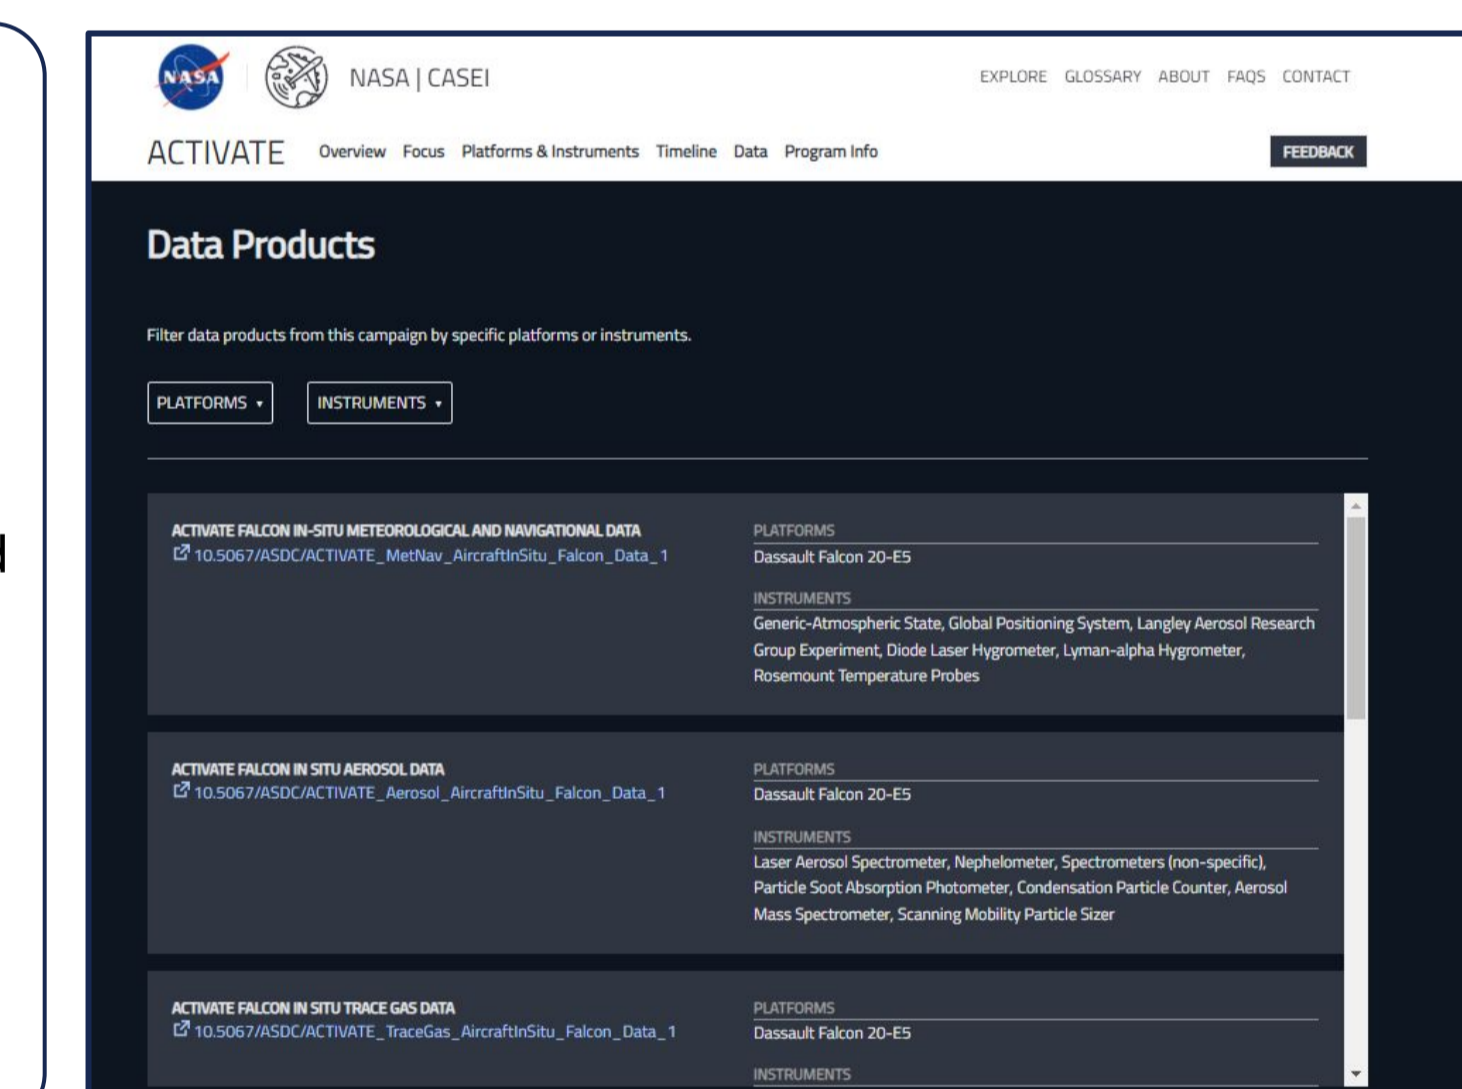 NASA
NASA | CASEI
EXPLORE GLOSSARY ABOUT FAQS CONTACT
ACTIVATE Overview Focus Platforms & Instruments Timeline Data Program Info FEEDBACK
Data Products
Filter data products from this campaign by specific platforms or instruments.
PLATFORMS ▾ INSTRUMENTS ▾
ACTIVATE FALCON IN-SITU METEOROLOGICAL AND NAVIGATIONAL DATA
10.5067/ASDC/ACTIVATE_MetNav_AircraftInSitu_Falcon_Data_1
PLATFORMS
Dassault Falcon 20-E5
INSTRUMENTS
Generic-Atmospheric State, Global Positioning System, Langley Aerosol Research
Group Experiment, Diode Laser Hygrometer, Lyman-alpha Hygrometer,
Rosemount Temperature Probes
ACTIVATE FALCON IN SITU AEROSOL DATA
10.5067/ASDC/ACTIVATE_Aerosol_AircraftInSitu_Falcon_Data_1
PLATFORMS
Dassault Falcon 20-E5
INSTRUMENTS
Laser Aerosol Spectrometer, Nephelometer, Spectrometers (non-specific),
Particle Soot Absorption Photometer, Condensation Particle Counter, Aerosol
Mass Spectrometer, Scanning Mobility Particle Sizer
ACTIVATE FALCON IN SITU TRACE GAS DATA
10.5067/ASDC/ACTIVATE_TraceGas_AircraftInSitu_Falcon_Data_1
PLATFORMS
Dassault Falcon 20-E5
INSTRUMENTS